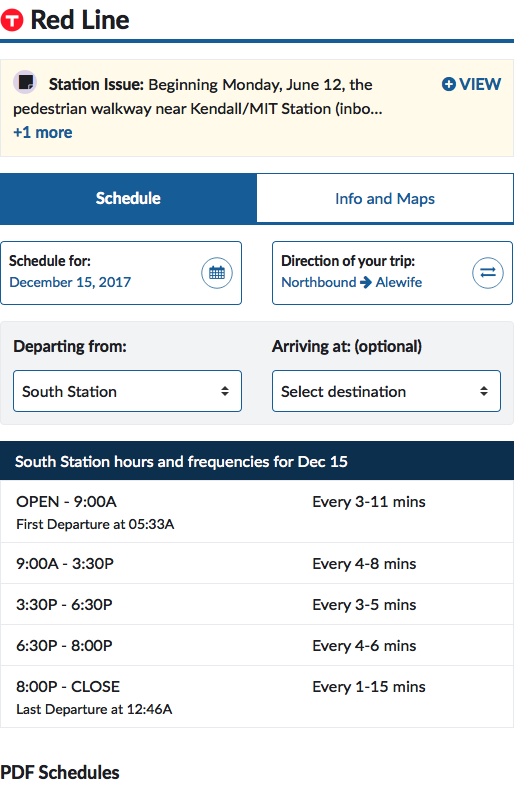 T Red Line
Station Issue: Beginning Monday, June 12, the
pedestrian walkway near Kendall/MIT Station (inbo...
+1 more
VIEW
Schedule
Info and Maps
Schedule for:
December 15, 2017
Direction of your trip:
Northbound → Alewife
Departing from:
South Station
Arriving at: (optional)
Select destination
South Station hours and frequencies for Dec 15
OPEN - 9:00A Every 3-11 mins
First Departure at 05:33A
9:00A - 3:30P Every 4-8 mins
3:30P - 6:30P Every 3-5 mins
6:30P - 8:00P Every 4-6 mins
8:00P - CLOSE Every 1-15 mins
Last Departure at 12:46A
PDF Schedules